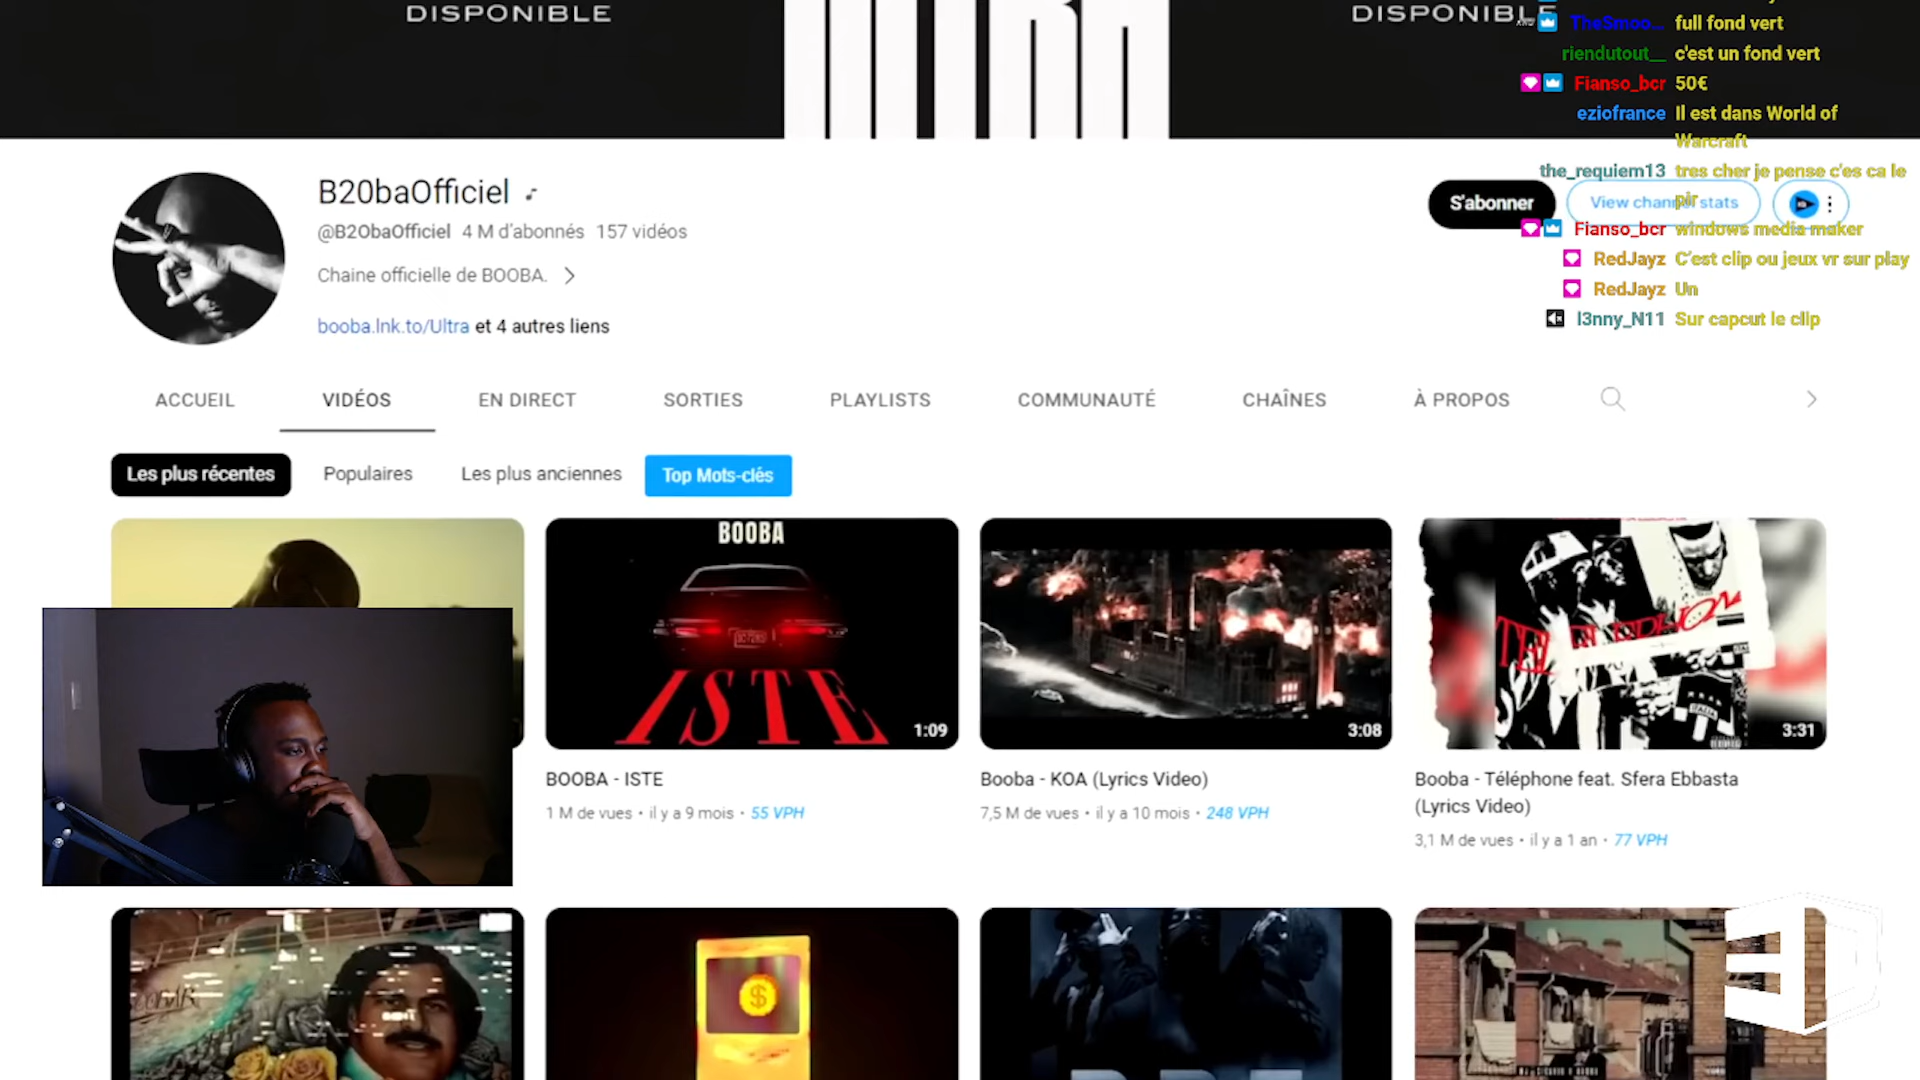 DISPONIBLE
ULTRA
DISPONIBLE
TheSmoo... full fond vert
riendutout__ c'est un fond vert
Fianso_bcr 50€
eziofrance Il est dans World of
Warcraft
the_requiem13 tres cher je pense c'es ca le
pir
Fianso_bcr windows media maker
RedJayz C'est clip ou jeux vr sur play
RedJayz Un
l3nny_N11 Sur capcut le clip
B20baOfficiel
@B2ObaOfficiel 4 M d'abonnés 157 vidéos
Chaine officielle de BOOBA.
booba.lnk.to/Ultra et 4 autres liens
S'abonner
View channel stats
ACCUEIL VIDÉOS EN DIRECT SORTIES PLAYLISTS COMMUNAUTÉ CHAÎNES À PROPOS
Les plus récentes Populaires Les plus anciennes Top Mots-clés
BOOBA
ISTE
1:09
3:08
3:31
BOOBA - ISTE
1 M de vues • il y a 9 mois • 55 VPH
Booba - KOA (Lyrics Video)
7,5 M de vues • il y a 10 mois • 248 VPH
Booba - Téléphone feat. Sfera Ebbasta
(Lyrics Video)
3,1 M de vues • il y a 1 an • 77 VPH
$